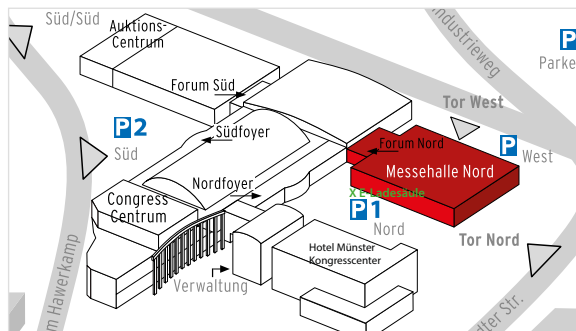 Süd/Süd
Auktions-
Centrum
Industrieweg
P
Parke
Forum Süd
Tor West
P2
Süd
Südfoyer
Forum Nord
P
West
Messehalle Nord
Nordfoyer
X E-Ladesäule
P1
Nord
Congress
Centrum
Tor Nord
Hotel Münster
Kongresscenter
Verwaltung
m Hawerkamp
ller Str.